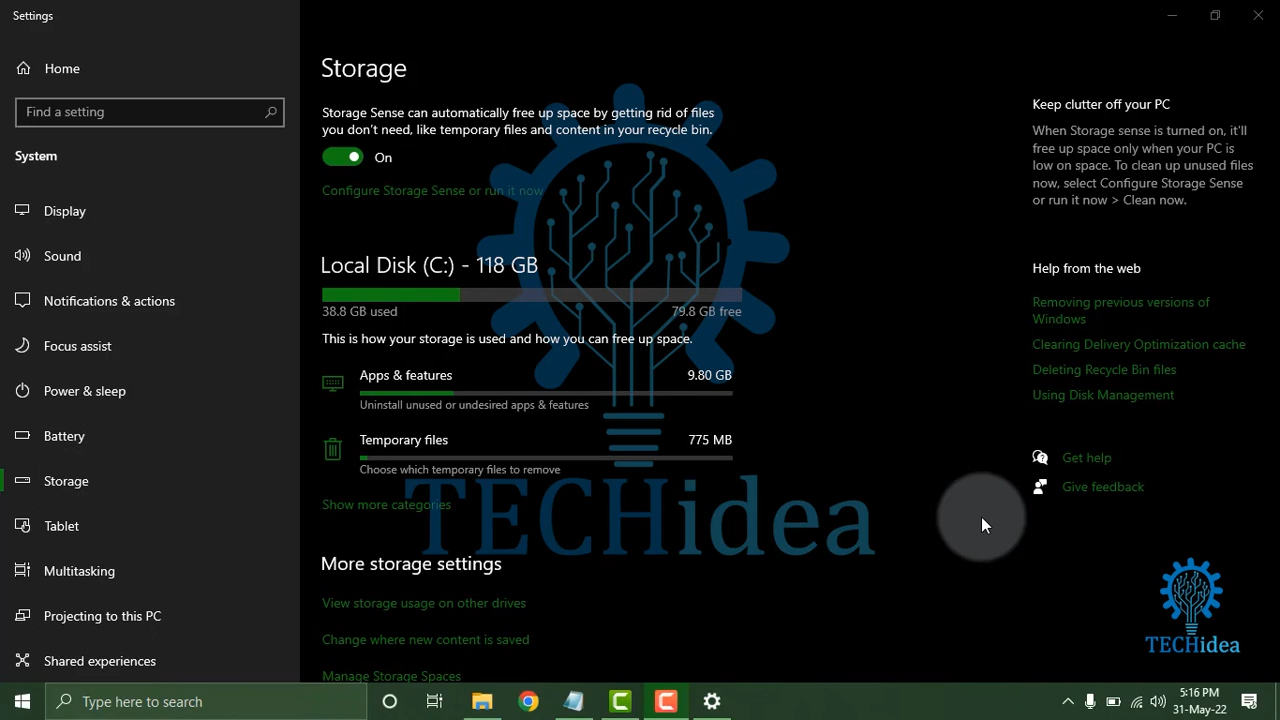 Settings
Home
Find a setting
System
Display
Sound
Notifications & actions
Focus assist
Power & sleep
Battery
Storage
Tablet
Multitasking
Projecting to this PC
Shared experiences
Storage
Storage Sense can automatically free up space by getting rid of files
you don't need, like temporary files and content in your recycle bin.
On
Configure Storage Sense or run it now
Local Disk (C:) - 118 GB
38.8 GB used
79.8 GB free
This is how your storage is used and how you can free up space.
Apps & features
9.80 GB
Uninstall unused or undesired apps & features
Temporary files
775 MB
Choose which temporary files to remove
Show more categories
TECHidea
More storage settings
View storage usage on other drives
Change where new content is saved
Manage Storage Spaces
Keep clutter off your PC
When Storage sense is turned on, it'll
free up space only when your PC is
low on space. To clean up unused files
now, select Configure Storage Sense
or run it now > Clean now.
Help from the web
Removing previous versions of
Windows
Clearing Delivery Optimization cache
Deleting Recycle Bin files
Using Disk Management
Get help
Give feedback
TECHidea
Type here to search
5:16 PM
31-May-22